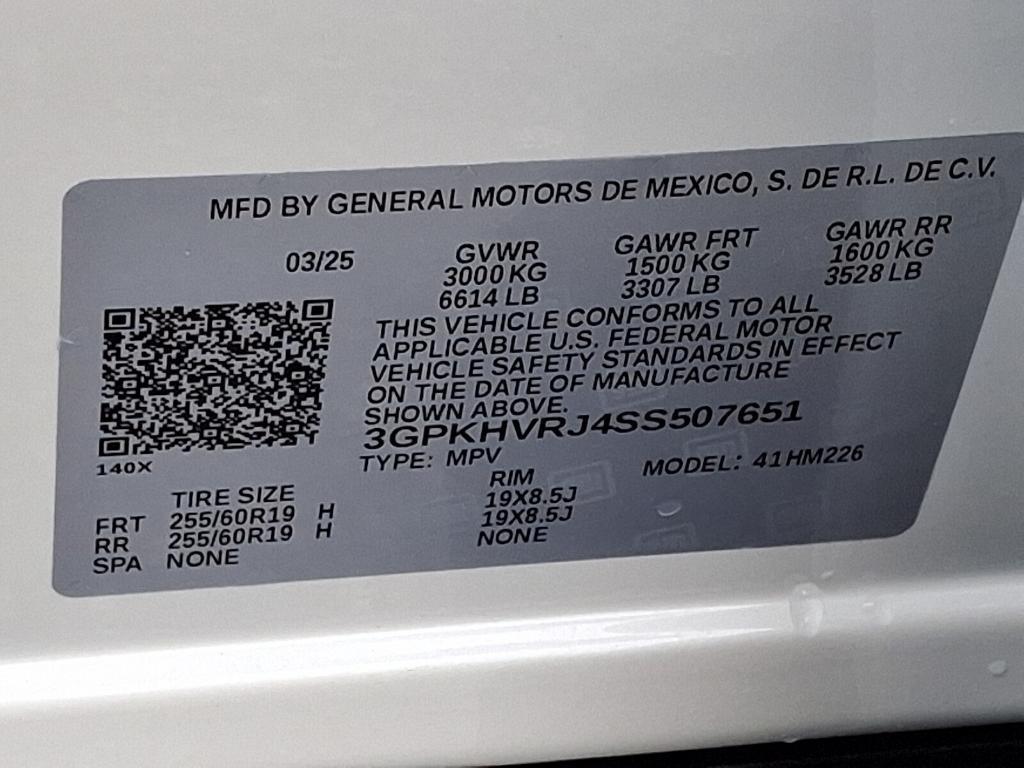 MFD BY GENERAL MOTORS DE MEXICO, S. DE R.L. DE C.V.
03/25 GVWR GAWR FRT GAWR RR
3000 KG 1500 KG 1600 KG
6614 LB 3307 LB 3528 LB
THIS VEHICLE CONFORMS TO ALL
APPLICABLE U.S. FEDERAL MOTOR
VEHICLE SAFETY STANDARDS IN EFFECT
ON THE DATE OF MANUFACTURE
SHOWN ABOVE.
3GPKHVRJ4SS507651
140X
TYPE: MPV MODEL: 41HM226
TIRE SIZE RIM
FRT 255/60R19 H 19X8.5J
RR 255/60R19 H 19X8.5J
SPA NONE NONE